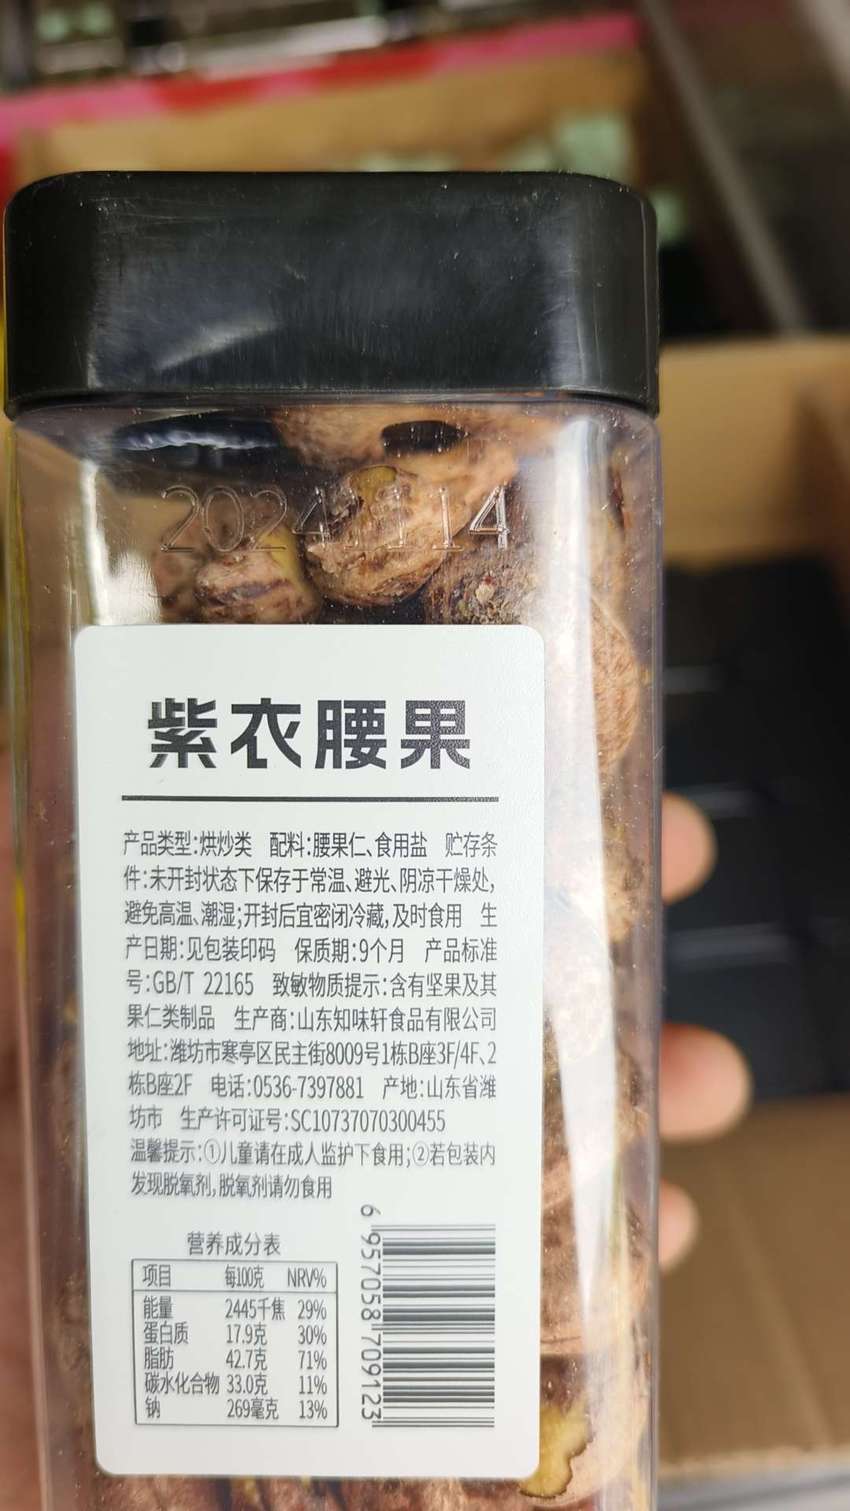 20241114
紫衣腰果
产品类型:烘炒类 配料:腰果仁、食用盐 贮存条
件:未开封状态下保存于常温、避光、阴凉干燥处,
避免高温、潮湿;开封后宜密闭冷藏,及时食用 生
产日期:见包装印码 保质期:9个月 产品标准
号:GB/T 22165 致敏物质提示:含有坚果及其
果仁类制品 生产商:山东知味轩食品有限公司
地址:潍坊市寒亭区民主街8009号1栋B座3F/4F、2
栋B座2F 电话:0536-7397881 产地:山东省潍
坊市 生产许可证号:SC10737070300455
温馨提示:①儿童请在成人监护下食用;②若包装内
发现脱氧剂,脱氧剂请勿食用
营养成分表
项目 每100克 NRV%
能量 2445千焦 29%
蛋白质 17.9克 30%
脂肪 42.7克 71%
碳水化合物 33.0克 11%
钠 269毫克 13%
6 957058 709123